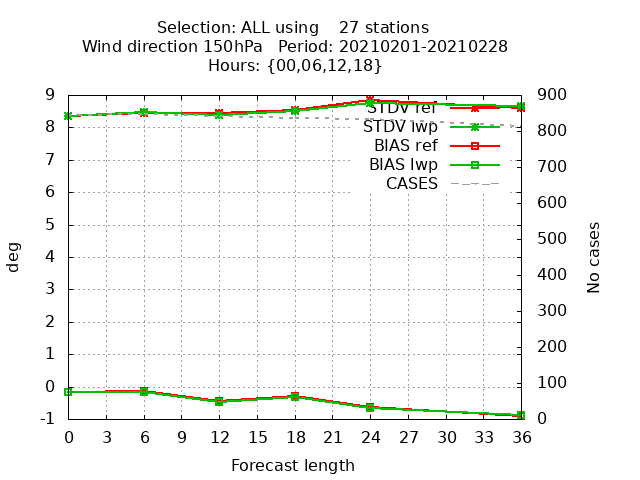 Selection: ALL using    27 stations
Wind direction 150hPa   Period: 20210201-20210228
Hours: {00,06,12,18}
9
8
7
6
5
4
3
2
1
0
-1
deg
STDV ref
STDV lwp
BIAS ref
BIAS lwp
CASES
900
800
700
600
500
400
300
200
100
0
No cases
0 3 6 9 12 15 18 21 24 27 30 33 36
Forecast length